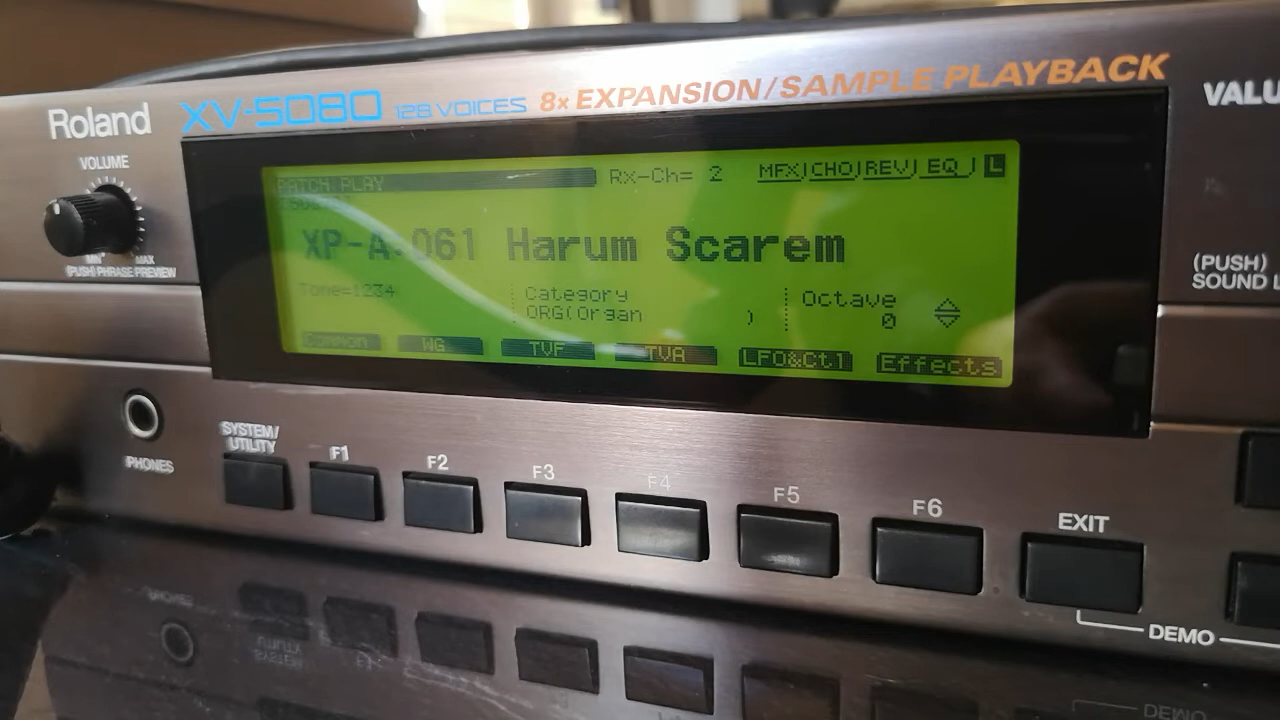 Roland
XV-5080 128 VOICES 8x EXPANSION/SAMPLE PLAYBACK
VALU
VOLUME
MIN MAX
(PUSH) PHRASE PREVIEW
PATCH PLAY
Rx-Ch= 2
MFX) CHO) REV) EQ ) L
XP-A:061 Harum Scarem
Tone=1234
Category
ORG(Organ )
Octave
0
Common WG TVF TVA LFO&Ctl Effects
(PUSH)
SOUND L
PHONES
SYSTEM/
UTILITY
F1 F2 F3 F4 F5 F6 EXIT
DEMO